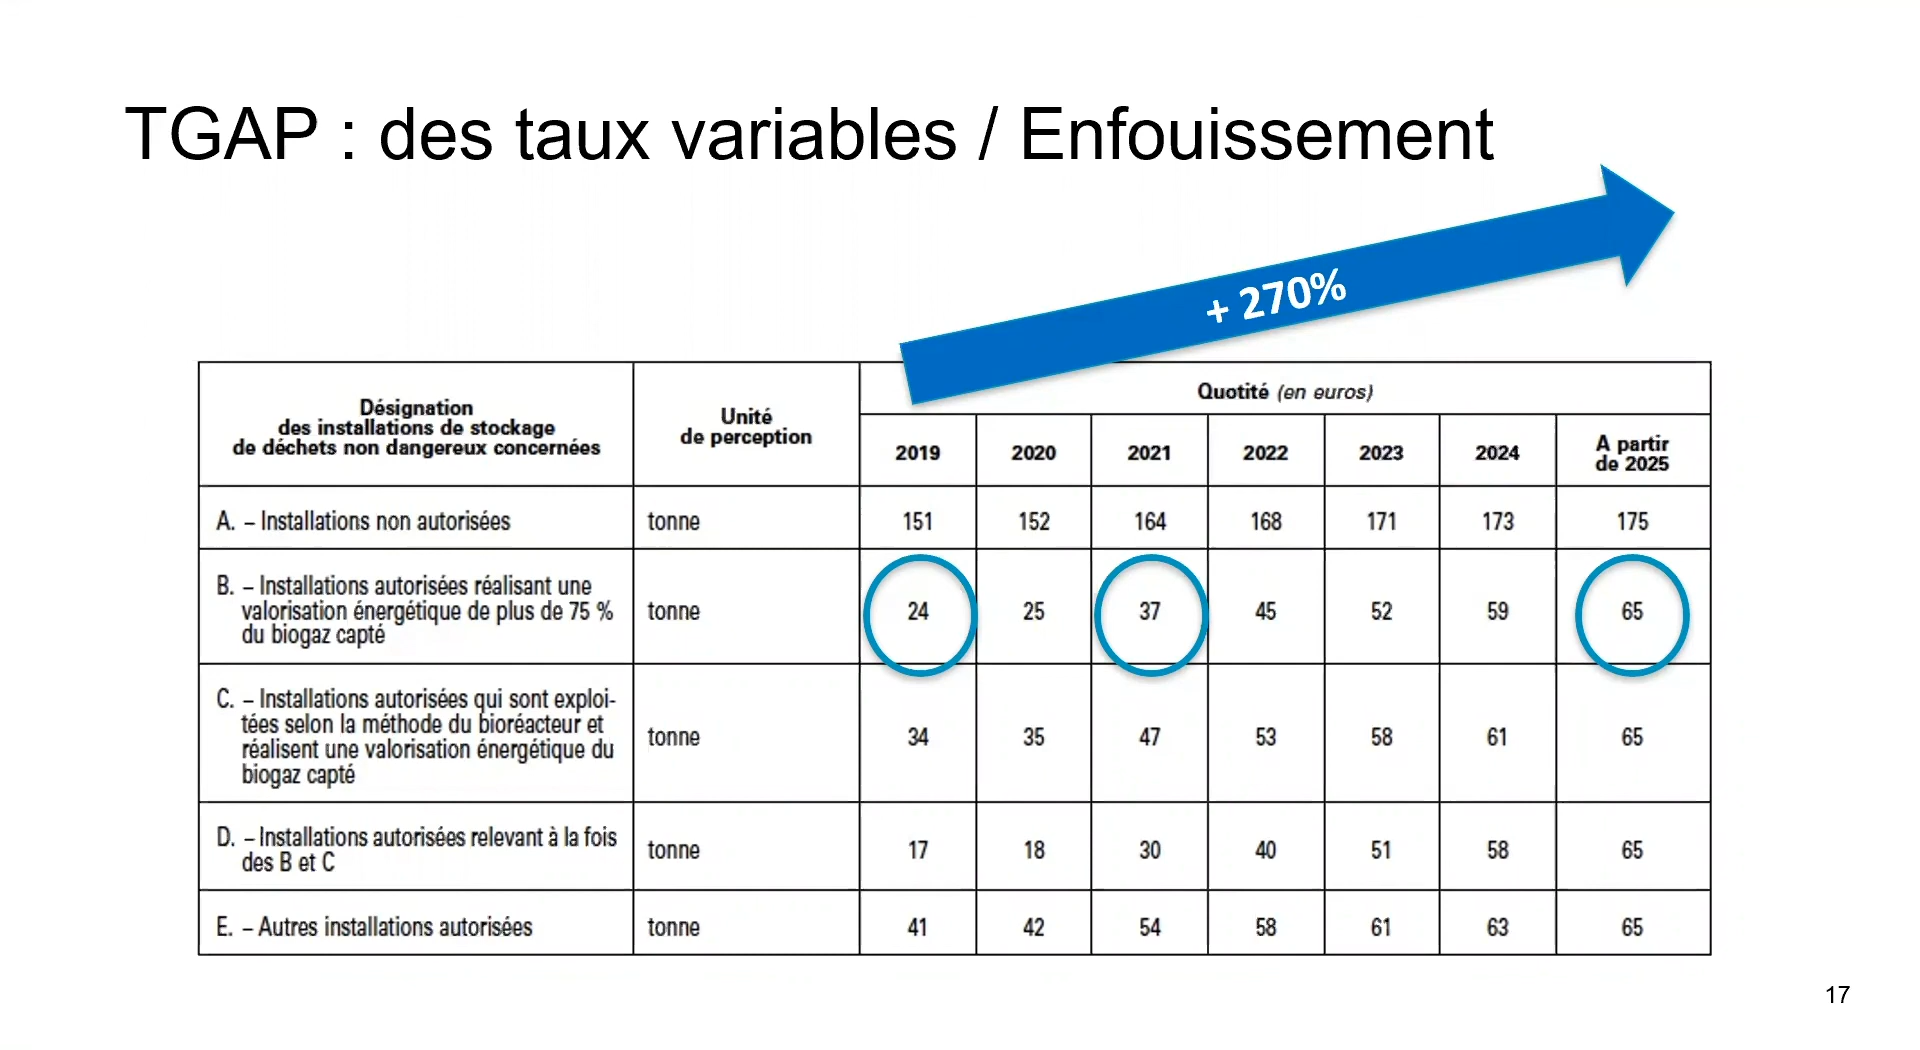 TGAP : des taux variables / Enfouissement
+ 270%
Désignation
des installations de stockage
de déchets non dangereux concernées
Unité
de perception
Quotité (en euros)
2019 2020 2021 2022 2023 2024 A partir
de 2025
A. – Installations non autorisées tonne 151 152 164 168 171 173 175
B. – Installations autorisées réalisant une
valorisation énergétique de plus de 75 %
du biogaz capté
tonne 24 25 37 45 52 59 65
C. – Installations autorisées qui sont exploi-
tées selon la méthode du bioréacteur et
réalisent une valorisation énergétique du
biogaz capté
tonne 34 35 47 53 58 61 65
D. – Installations autorisées relevant à la fois
des B et C
tonne 17 18 30 40 51 58 65
E. – Autres installations autorisées tonne 41 42 54 58 61 63 65
17